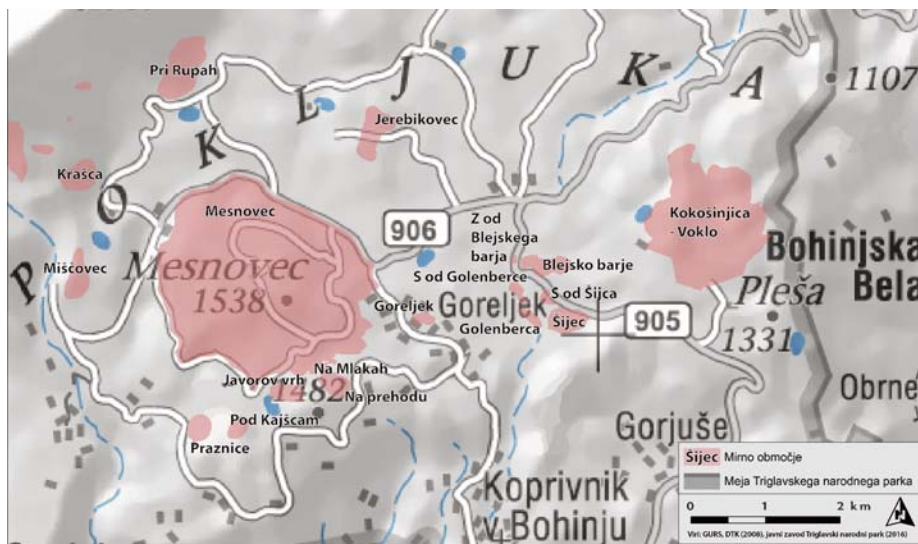 POKLJUKA
Pri Rupah
1107
Jerebikovec
Krašca
Mesnovec
Z od
Blejskega
barja
Kokošinjica
- Voklo
906
Miščovec
Mesnovec
1538
S od Golenberce
Blejsko barje
Bohinjska
Bela
Goreljek
Goreljek
S od Šijca
Golenberca
Šijec
905
Pleša
1331
Na Mlakah
Javorov vrh
1482
Na prehodu
Pod Kajšcam
Praznice
Obrne
Gorjuše
Koprivnik
v Bohinju
Šijec Mirno območje
Meja Triglavskega narodnega parka
0 1 2 km
Viri: GURS, DTK (2008), Javni zavod Triglavski narodni park (2016)